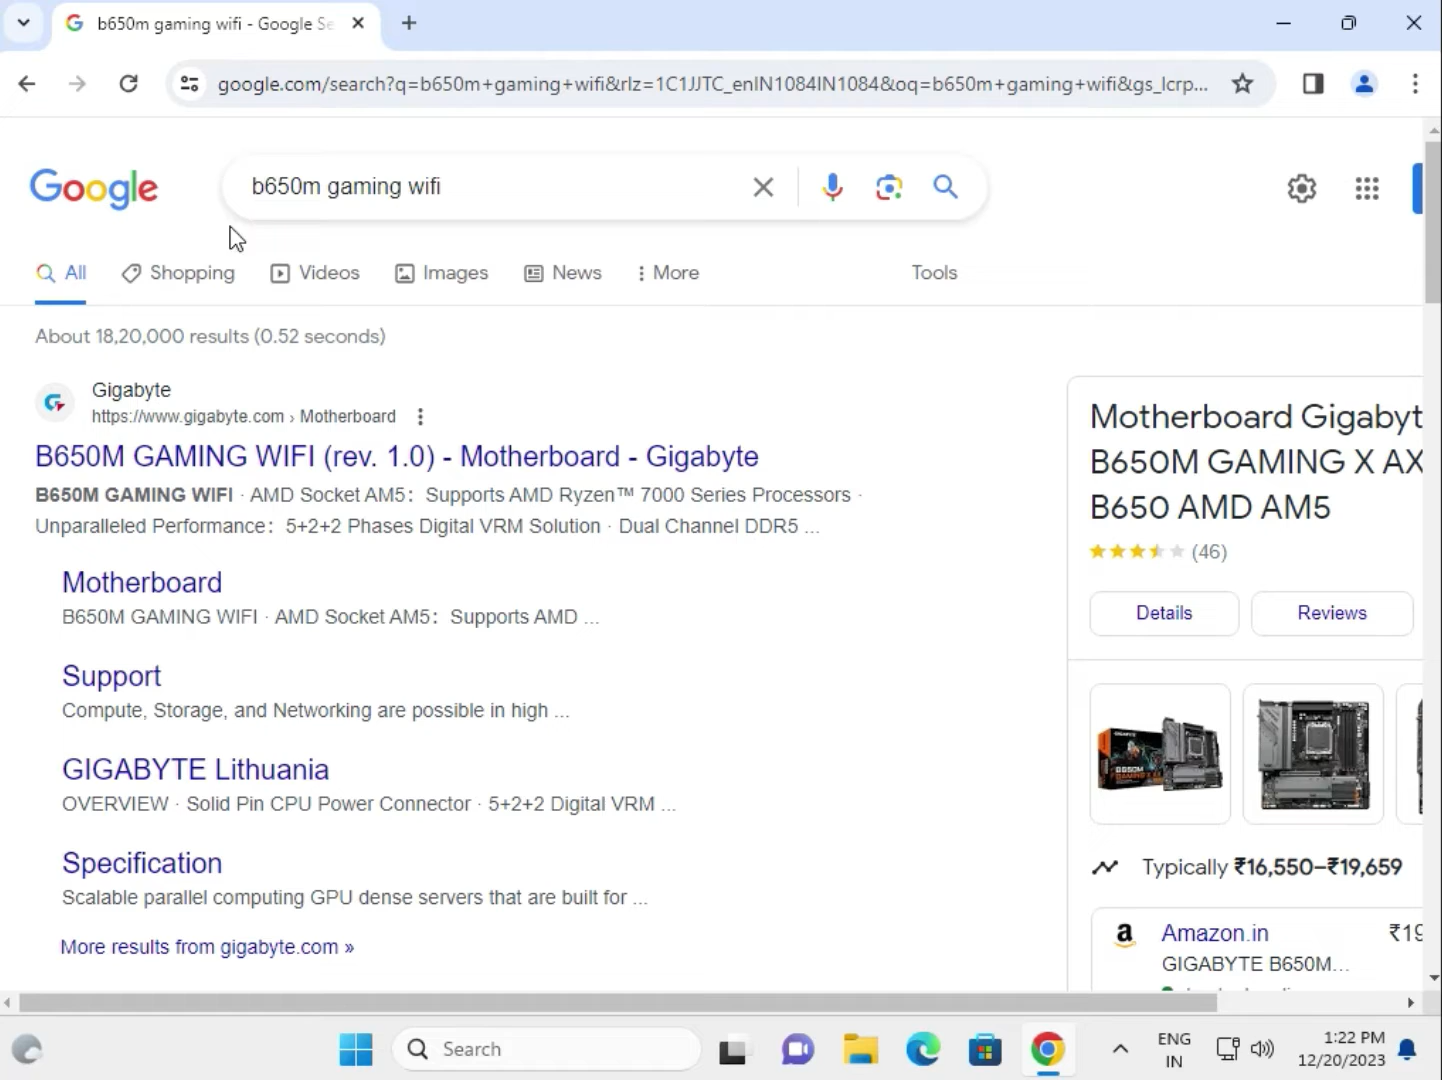 b650m gaming wifi - Google Se
google.com/search?q=b650m+gaming+wifi&rlz=1C1JJTC_enIN1084IN1084&oq=b650m+gaming+wifi&gs_lcrp...
Google
b650m gaming wifi
All
Shopping
Videos
Images
News
More
Tools
About 18,20,000 results (0.52 seconds)
Gigabyte
https://www.gigabyte.com › Motherboard
B650M GAMING WIFI (rev. 1.0) - Motherboard - Gigabyte
B650M GAMING WIFI · AMD Socket AM5: Supports AMD Ryzen™ 7000 Series Processors ·
Unparalleled Performance: 5+2+2 Phases Digital VRM Solution · Dual Channel DDR5 ...
Motherboard
B650M GAMING WIFI · AMD Socket AM5: Supports AMD ...
Support
Compute, Storage, and Networking are possible in high ...
GIGABYTE Lithuania
OVERVIEW · Solid Pin CPU Power Connector · 5+2+2 Digital VRM ...
Specification
Scalable parallel computing GPU dense servers that are built for ...
More results from gigabyte.com »
Motherboard Gigabyt
B650M GAMING X AX
B650 AMD AM5
(46)
Details
Reviews
Typically ₹16,550–₹19,659
Amazon.in
₹19
GIGABYTE B650M...
Search
ENG
IN
1:22 PM
12/20/2023